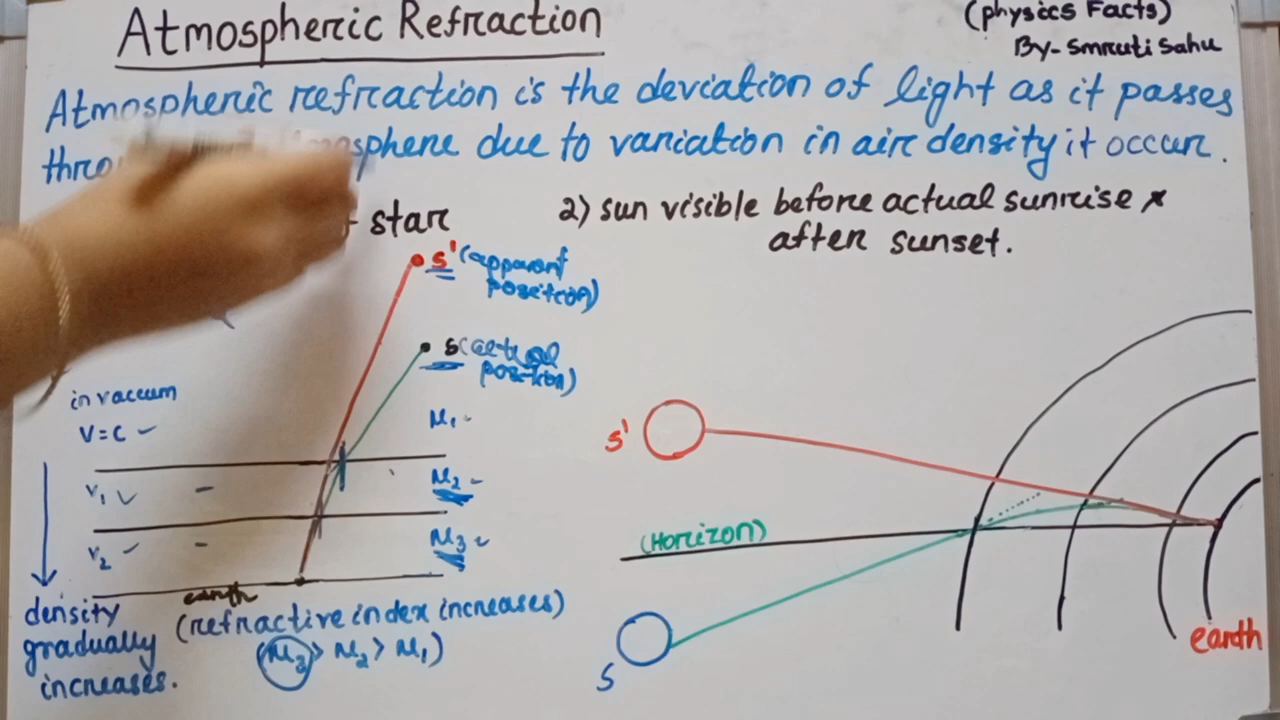 Atmospheric Refraction
(physics Facts)
By- Smruti Sahu
Atmospheric refraction is the deviation of light as it passes
sphere due to variation in air density it occur.
star
2) sun visible before actual sunrise &
after sunset.
s' (apparent
position)
s (actual
position)
in vaccum
V=C
μ₁
V₁
μ₂
V₂
μ₃
earth
density
gradually
increases.
(refractive index increases)
(μ₃ > μ₂ > μ₁)
s'
(Horizon)
S
earth